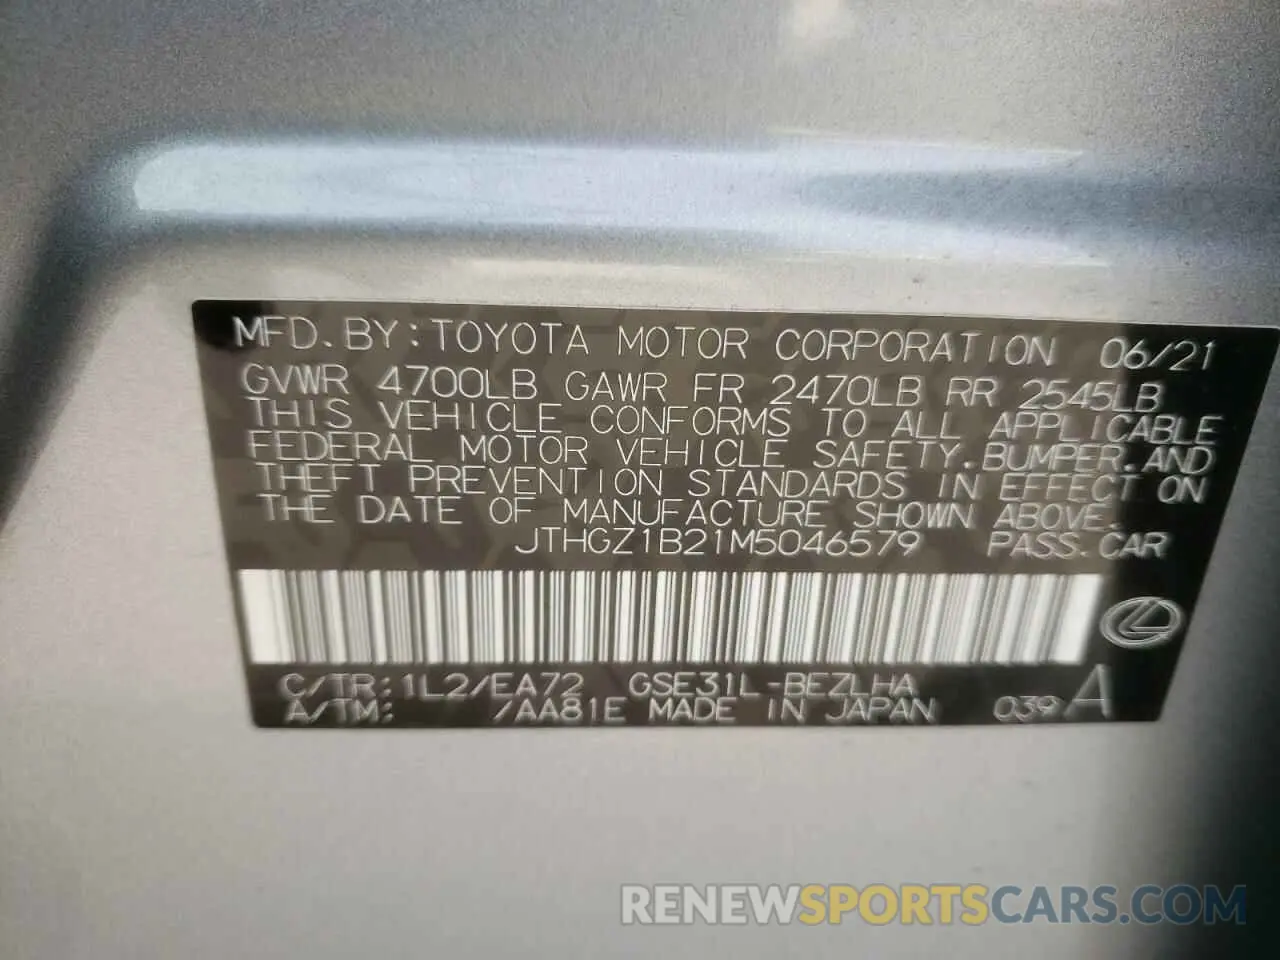 MFD. BY: TOYOTA MOTOR CORPORATION 06/21
GVWR 4700LB GAWR FR 2470LB RR 2545LB
THIS VEHICLE CONFORMS TO ALL APPLICABLE
FEDERAL MOTOR VEHICLE SAFETY, BUMPER, AND
THEFT PREVENTION STANDARDS IN EFFECT ON
THE DATE OF MANUFACTURE SHOWN ABOVE.
JTHGZ1B21M5046579 PASS. CAR
C/TR: 1L2/EA72 GSE31L-BEZLHA
A/TM: /AA81E MADE IN JAPAN 039 A
RENEWSPORTSCARS.COM